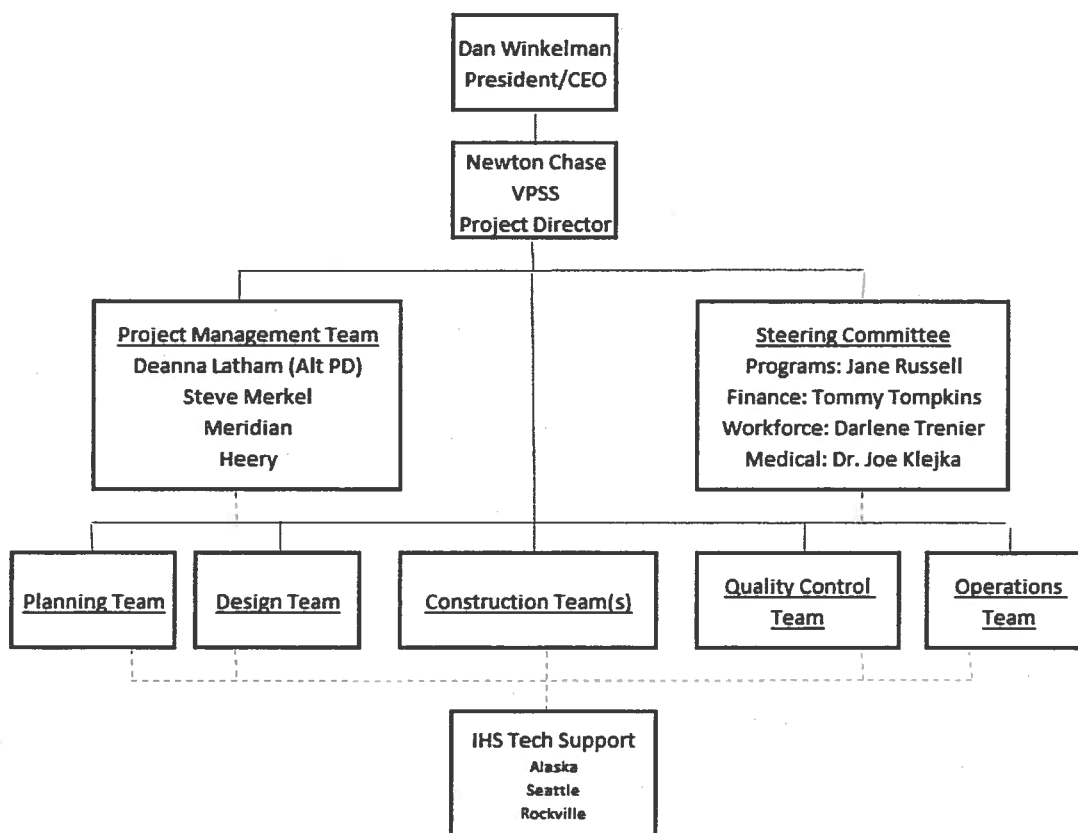 Dan Winkelman
President/CEO
Newton Chase
VPSS
Project Director
Project Management Team
Deanna Latham (Alt PD)
Steve Merkel
Meridian
Heery
Steering Committee
Programs: Jane Russell
Finance: Tommy Tompkins
Workforce: Darlene Trenier
Medical: Dr. Joe Klejka
Planning Team
Design Team
Construction Team(s)
Quality Control
Team
Operations
Team
IHS Tech Support
Alaska
Seattle
Rockville